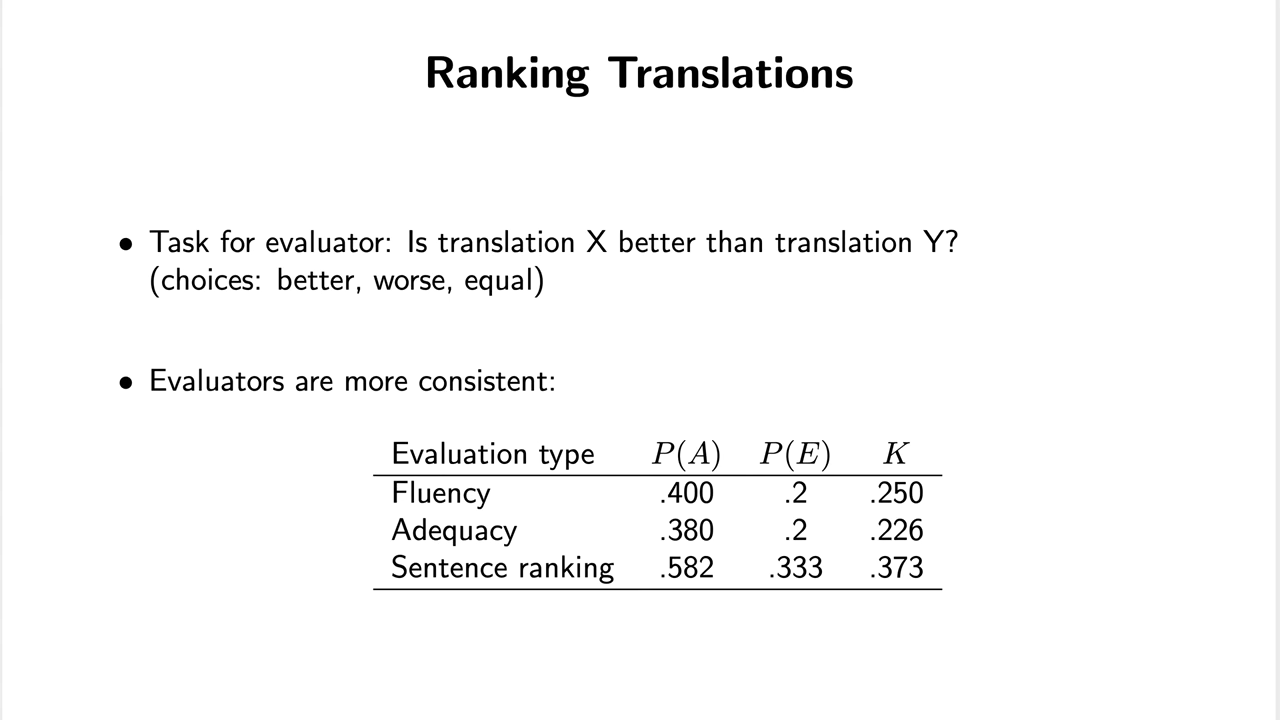 Ranking Translations
• Task for evaluator: Is translation X better than translation Y?
(choices: better, worse, equal)
• Evaluators are more consistent:
Evaluation type P(A) P(E) K
Fluency .400 .2 .250
Adequacy .380 .2 .226
Sentence ranking .582 .333 .373